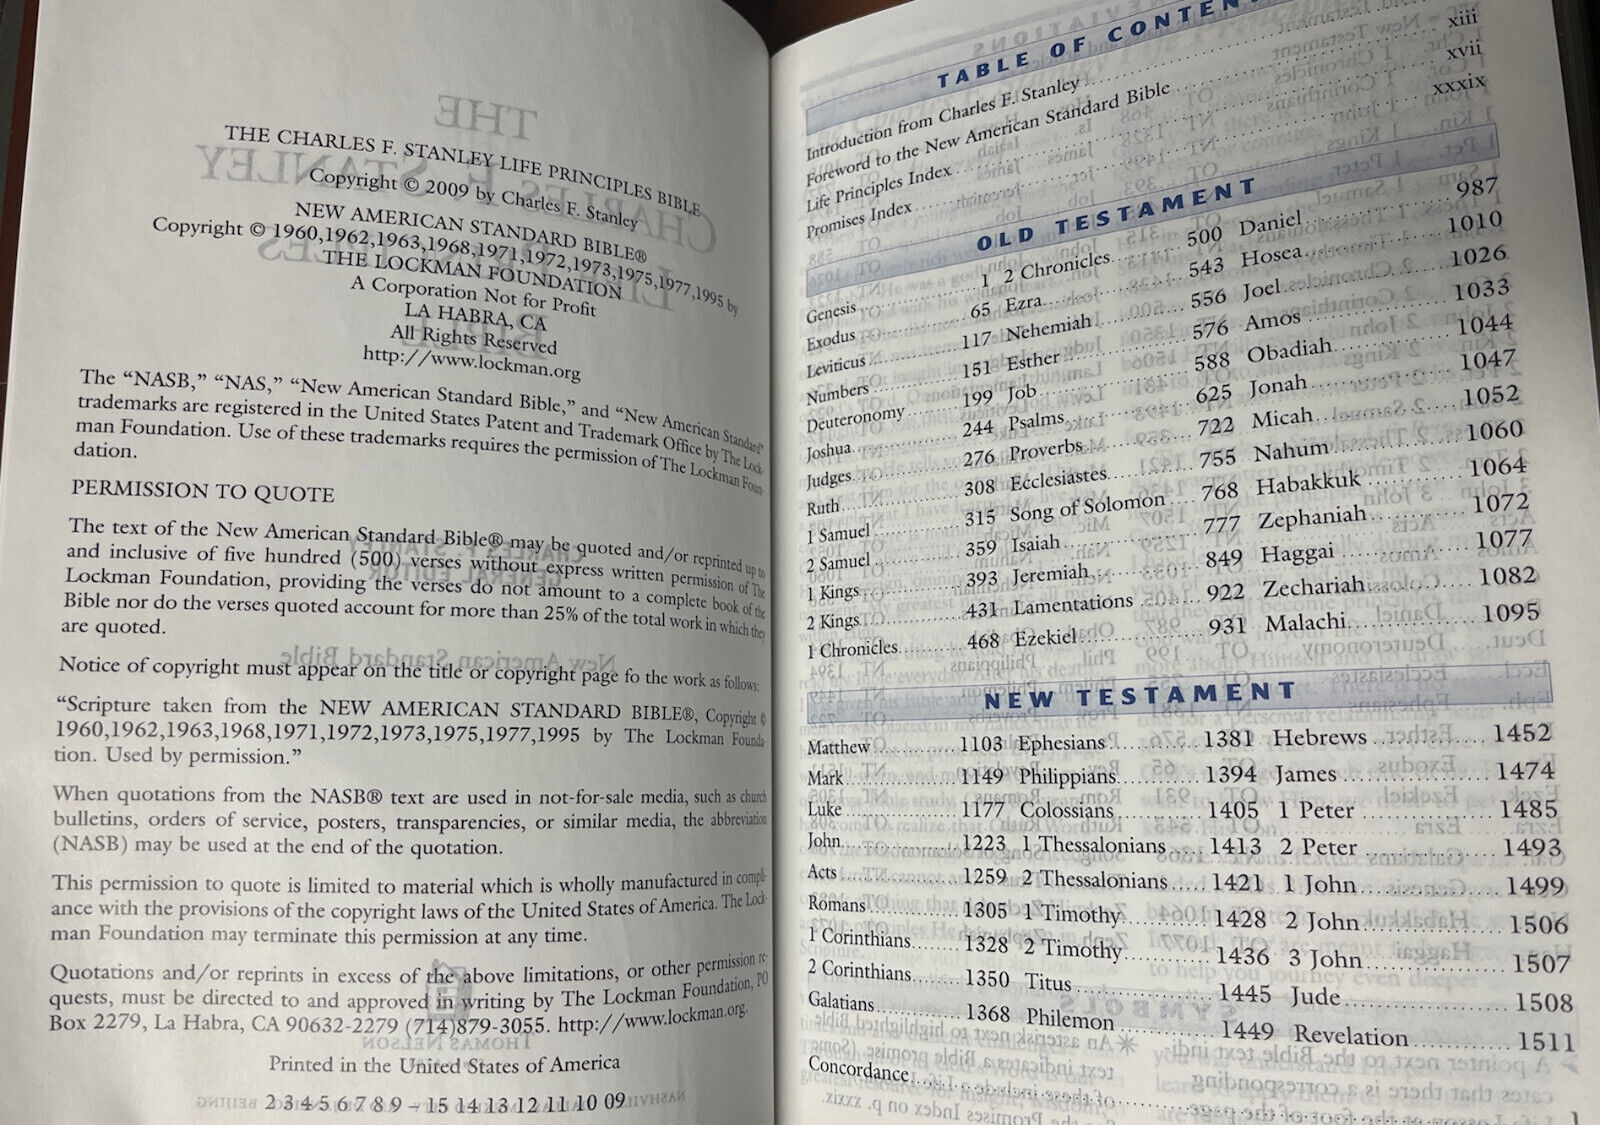 THE CHARLES F. STANLEY LIFE PRINCIPLES BIBLE
Copyright © 2009 by Charles F. Stanley
NEW AMERICAN STANDARD BIBLE®
Copyright © 1960,1962,1963,1968,1971,1972,1973,1975,1977,1995 by
THE LOCKMAN FOUNDATION
A Corporation Not for Profit
LA HABRA, CA
All Rights Reserved
http://www.lockman.org
The “NASB,” “NAS,” “New American Standard Bible,” and “New American Standard”
trademarks are registered in the United States Patent and Trademark Office by The Lock-
man Foundation. Use of these trademarks requires the permission of The Lockman Foun-
dation.
PERMISSION TO QUOTE
The text of the New American Standard Bible® may be quoted and/or reprinted up to
and inclusive of five hundred (500) verses without express written permission of The
Lockman Foundation, providing the verses do not amount to a complete book of the
Bible nor do the verses quoted account for more than 25% of the total work in which they
are quoted.
Notice of copyright must appear on the title or copyright page fo the work as follows:
“Scripture taken from the NEW AMERICAN STANDARD BIBLE®, Copyright ©
1960,1962,1963,1968,1971,1972,1973,1975,1977,1995 by The Lockman Founda-
tion. Used by permission.”
When quotations from the NASB® text are used in not-for-sale media, such as church
bulletins, orders of service, posters, transparencies, or similar media, the abbreviation
(NASB) may be used at the end of the quotation.
This permission to quote is limited to material which is wholly manufactured in compli-
ance with the provisions of the copyright laws of the United States of America. The Lock-
man Foundation may terminate this permission at any time.
Quotations and/or reprints in excess of the above limitations, or other permission re-
quests, must be directed to and approved in writing by The Lockman Foundation, PO
Box 2279, La Habra, CA 90632-2279 (714)879-3055. http://www.lockman.org.
Printed in the United States of America
2 3 4 5 6 7 8 9 – 15 14 13 12 11 10 09
TABLE OF CONTEN
Introduction from Charles F. Stanley
Foreword to the New American Standard Bible xiii
Life Principles Index xvii
Promises Index xxxix
OLD TESTAMENT
Genesis 1 2 Chronicles 500 Daniel 987
Exodus 65 Ezra 543 Hosea 1010
Leviticus 117 Nehemiah 556 Joel 1026
Numbers 151 Esther 576 Amos 1033
Deuteronomy 199 Job 588 Obadiah 1044
Joshua 244 Psalms 625 Jonah 1047
Judges 276 Proverbs 722 Micah 1052
Ruth 308 Ecclesiastes 755 Nahum 1060
1 Samuel 315 Song of Solomon 768 Habakkuk 1064
2 Samuel 359 Isaiah 777 Zephaniah 1072
1 Kings 393 Jeremiah 849 Haggai 1077
2 Kings 431 Lamentations 922 Zechariah 1082
1 Chronicles 468 Ezekiel 931 Malachi 1095
NEW TESTAMENT
Matthew 1103 Ephesians 1381 Hebrews 1452
Mark 1149 Philippians 1394 James 1474
Luke 1177 Colossians 1405 1 Peter 1485
John 1223 1 Thessalonians 1413 2 Peter 1493
Acts 1259 2 Thessalonians 1421 1 John 1499
Romans 1305 1 Timothy 1428 2 John 1506
1 Corinthians 1328 2 Timothy 1436 3 John 1507
2 Corinthians 1350 Titus 1445 Jude 1508
Galatians 1368 Philemon 1449 Revelation 1511
Concordance